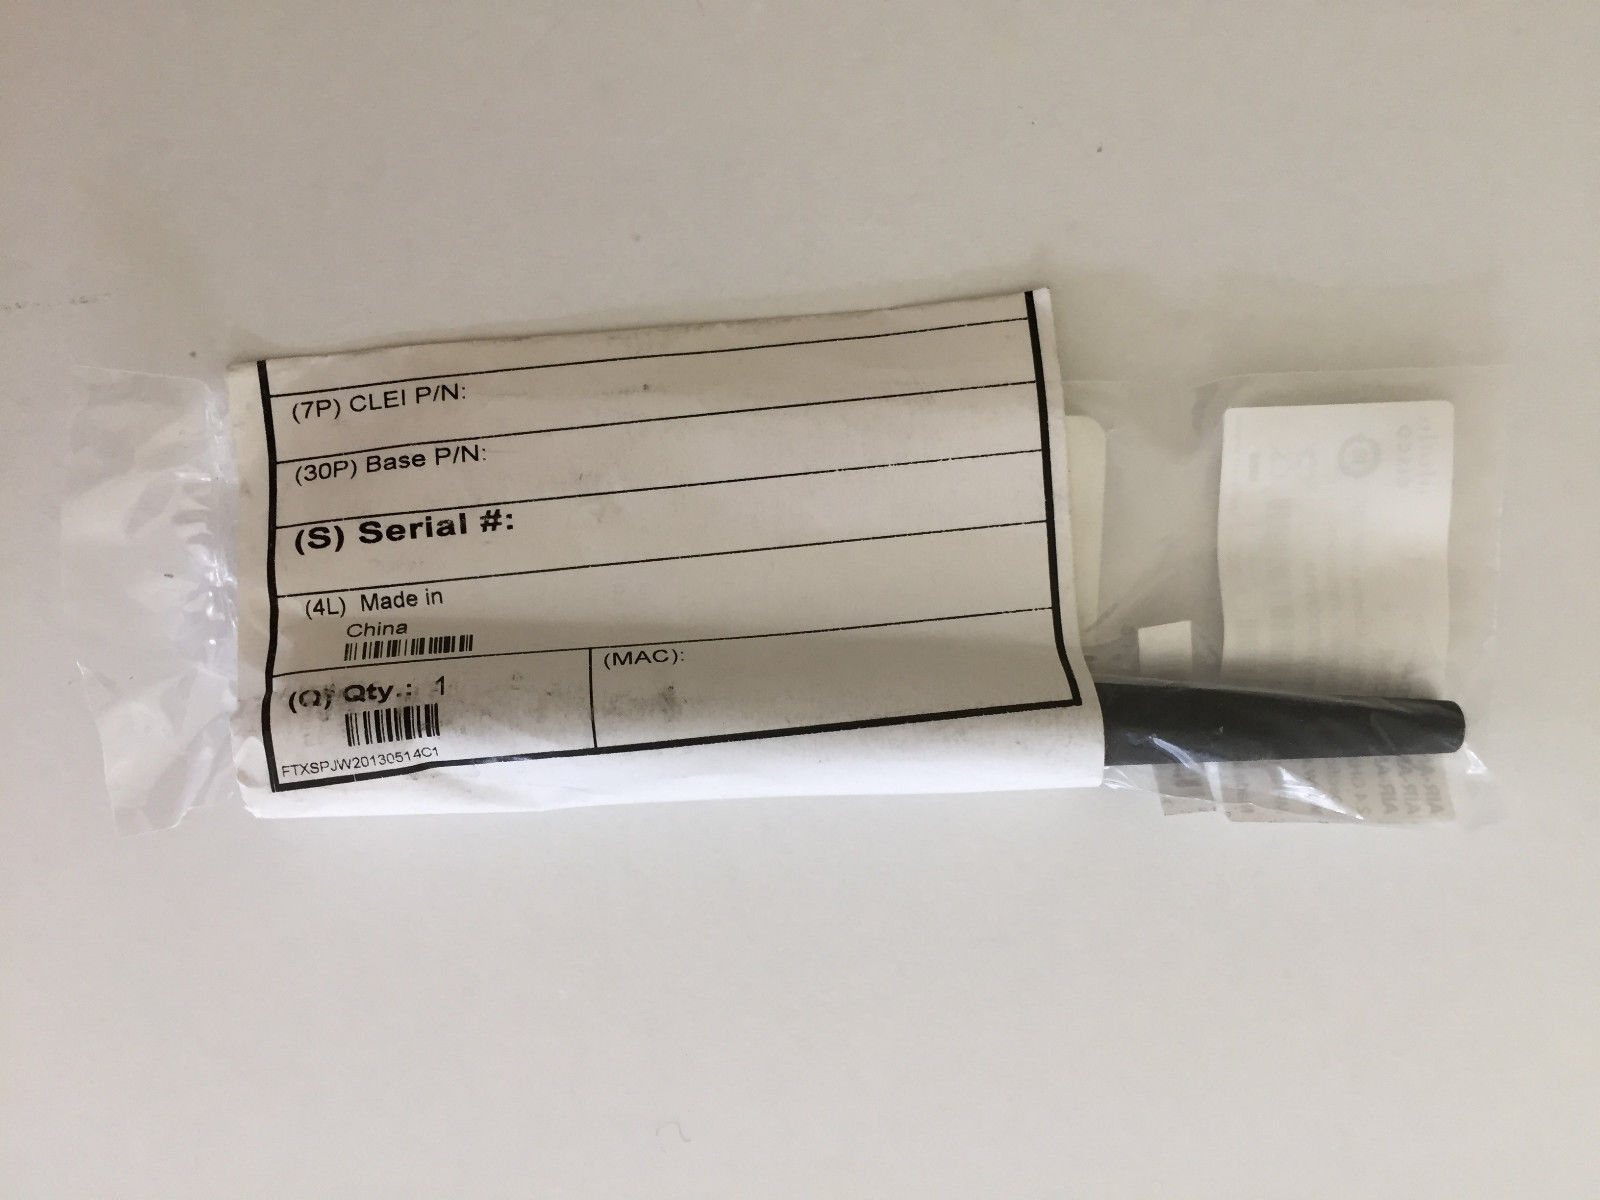 (7P) CLEI P/N:
(30P) Base P/N:
(S) Serial #:
(4L) Made in
China
(Q) Qty.: 1
(MAC):
FTXSPJW20130514C1